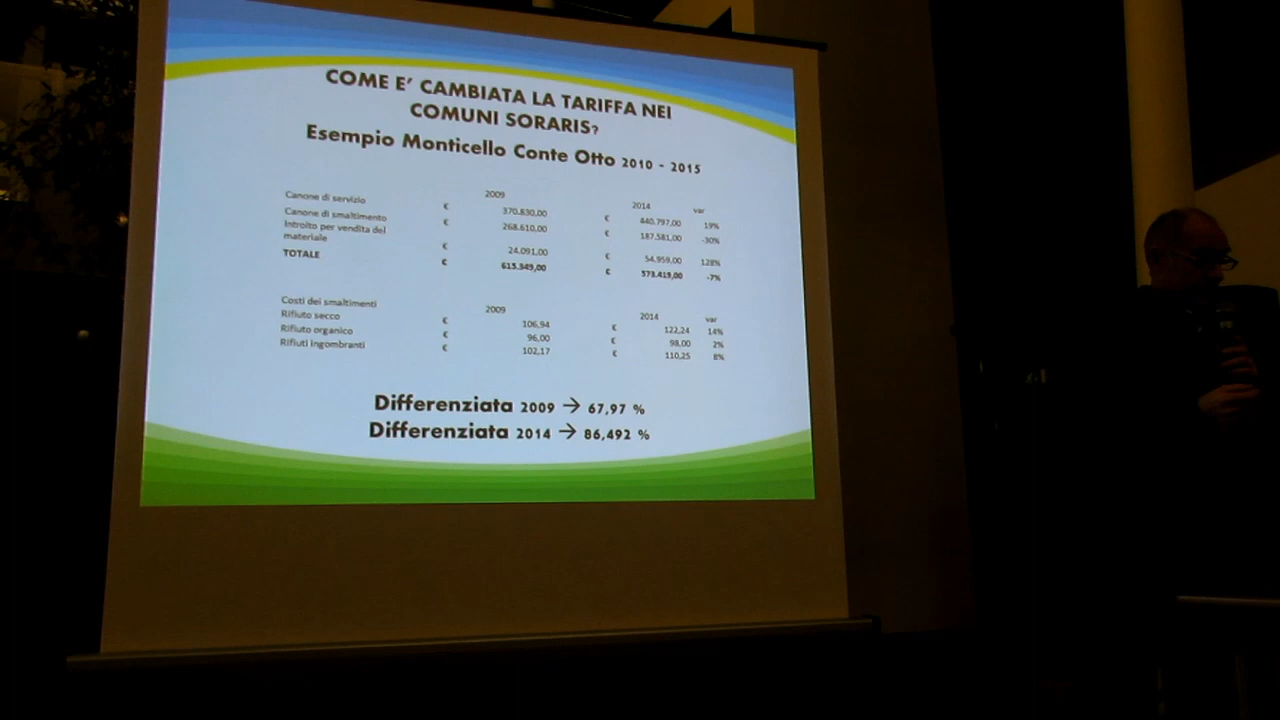 COME E' CAMBIATA LA TARIFFA NEI
COMUNI SORARIS?
Esempio Monticello Conte Otto 2010 - 2015
2009 2014 var
Canone di servizio € 370.830,00 € 440.797,00 19%
Canone di smaltimento € 268.610,00 € 187.581,00 -30%
Introito per vendita del
materiale € 24.091,00 € 54.959,00 128%
TOTALE € 615.349,00 € 573.419,00 -7%
Costi dei smaltimenti 2009 2014 var
Rifiuto secco € 106,94 € 122,24 14%
Rifiuto organico € 96,00 € 98,00 2%
Rifiuti ingombranti € 102,17 € 110,25 8%
Differenziata 2009 → 67,97 %
Differenziata 2014 → 86,492 %